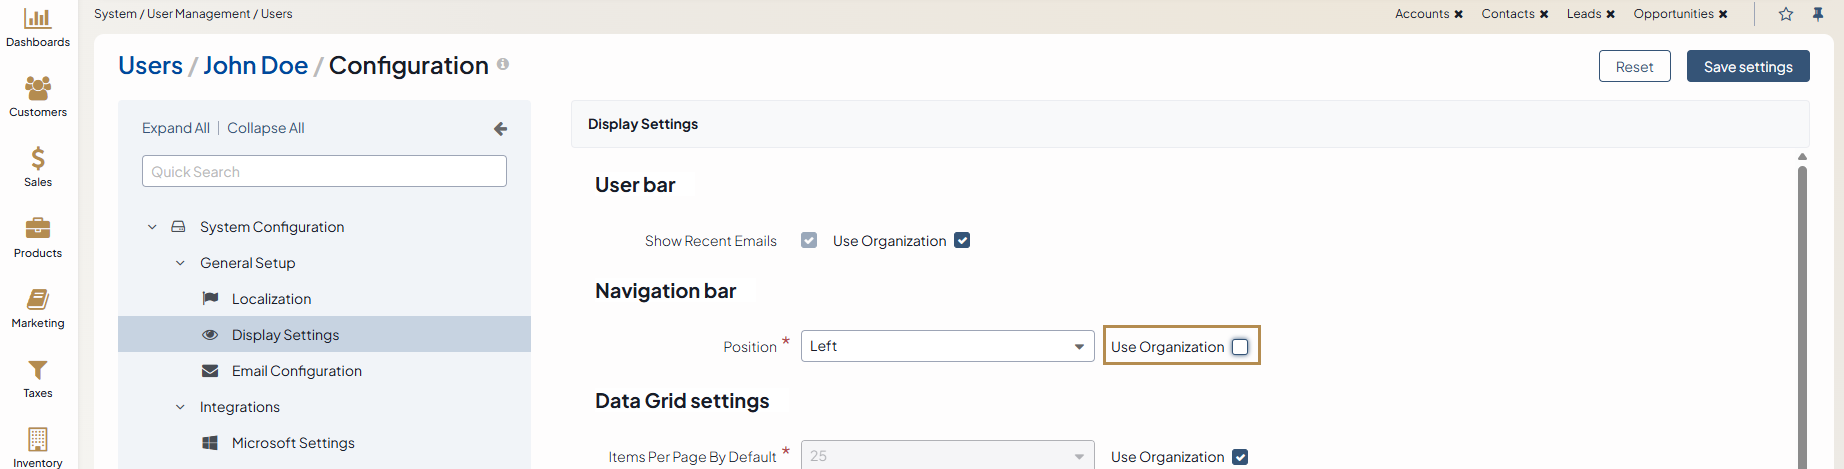 System / User Management / Users
Accounts ✖ Contacts ✖ Leads ✖ Opportunities ✖
Dashboards
Customers
Sales
Products
Marketing
Taxes
Inventory
Users / John Doe / Configuration
Reset
Save settings
Expand All | Collapse All
Quick Search
System Configuration
General Setup
Localization
Display Settings
Email Configuration
Integrations
Microsoft Settings
Display Settings
User bar
Show Recent Emails Use Organization
Navigation bar
Position * Left Use Organization
Data Grid settings
Items Per Page By Default * 25 Use Organization